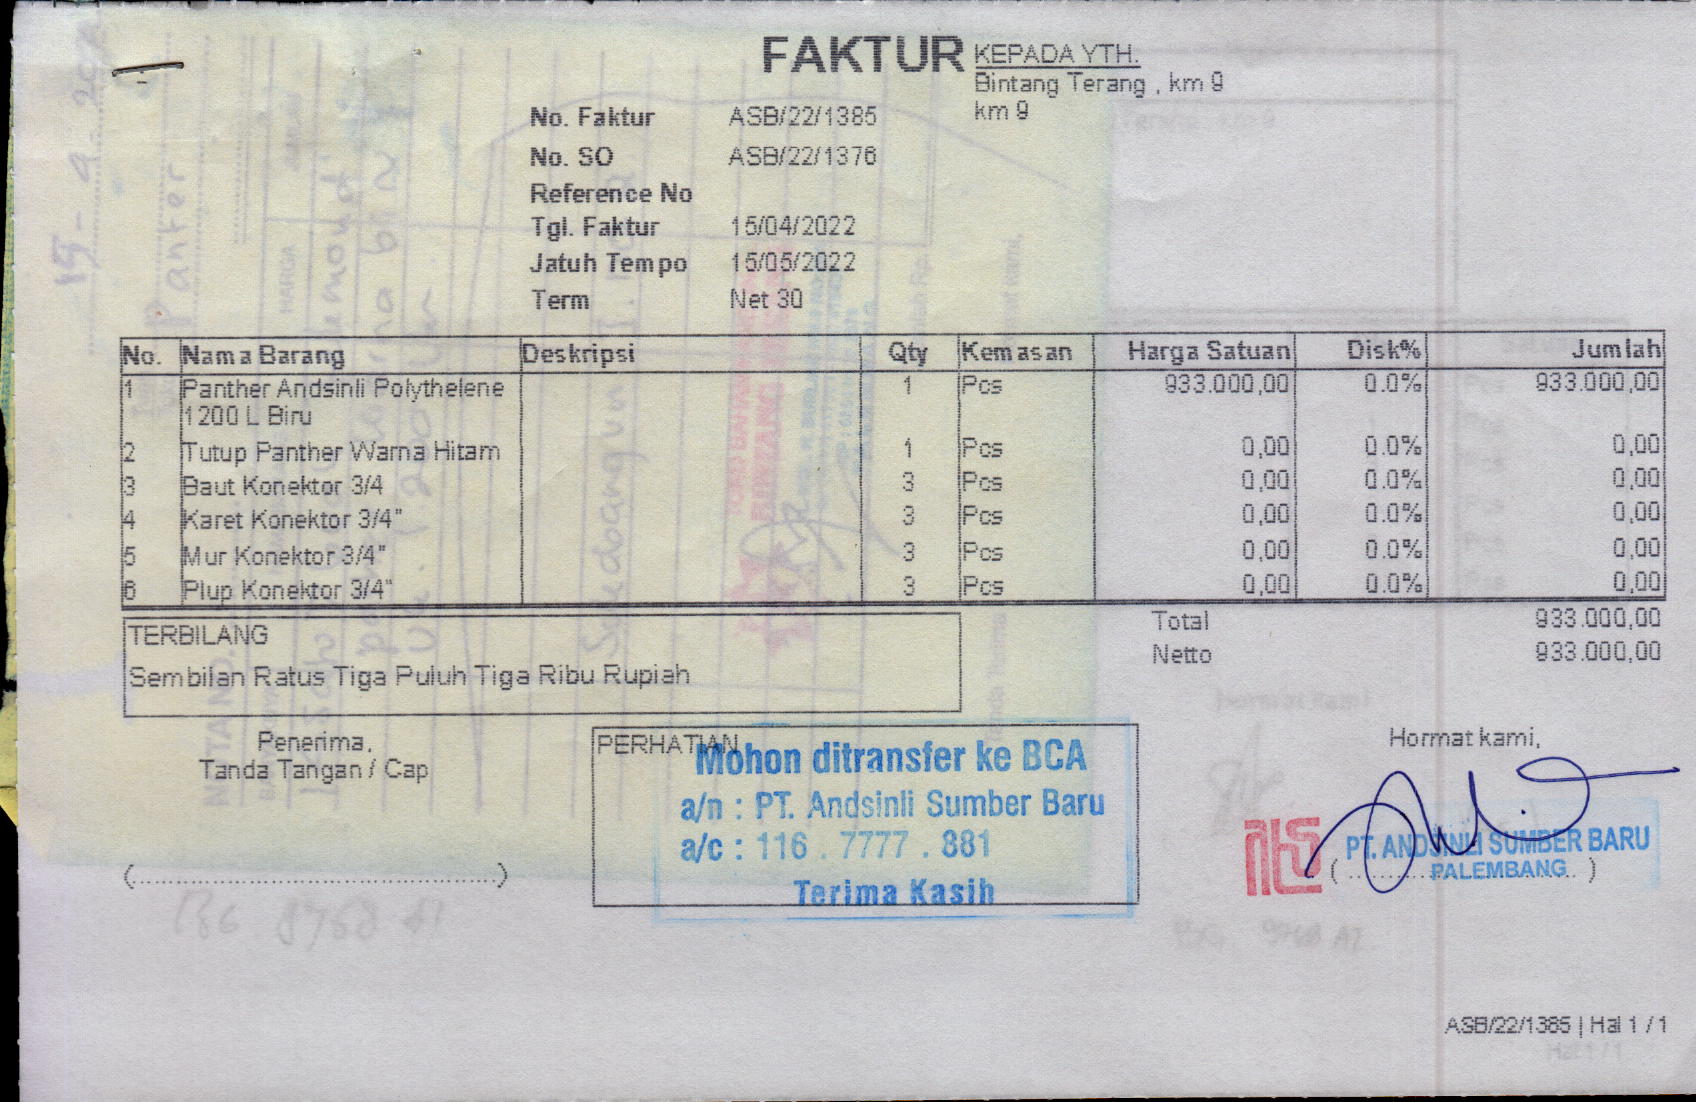 FAKTUR
KEPADA YTH.
Bintang Terang , km 9
km 9
No. Faktur ASB/22/1385
No. SO ASB/22/1376
Reference No
Tgl. Faktur 15/04/2022
Jatuh Tempo 15/05/2022
Term Net 30
No. Nama Barang Deskripsi Qty Kemasan Harga Satuan Disk% Jumlah
1 Panther Andsinli Polythelene 1 Pcs 933.000,00 0.0% 933.000,00
1200 L Biru
2 Tutup Panther Warna Hitam 1 Pcs 0,00 0.0% 0,00
3 Baut Konektor 3/4 3 Pcs 0,00 0.0% 0,00
4 Karet Konektor 3/4" 3 Pcs 0,00 0.0% 0,00
5 Mur Konektor 3/4" 3 Pcs 0,00 0.0% 0,00
6 Plup Konektor 3/4" 3 Pcs 0,00 0.0% 0,00
Total 933.000,00
Netto 933.000,00
TERBILANG
Sembilan Ratus Tiga Puluh Tiga Ribu Rupiah
Penerima,
Tanda Tangan / Cap
(........................................................)
PERHATIAN
Mohon ditransfer ke BCA
a/n : PT. Andsinli Sumber Baru
a/c : 116 . 7777 . 881
Terima Kasih
Hormat kami,
PT. ANDSINLI SUMBER BARU
PALEMBANG
ASB/22/1385 | Hal 1 / 1